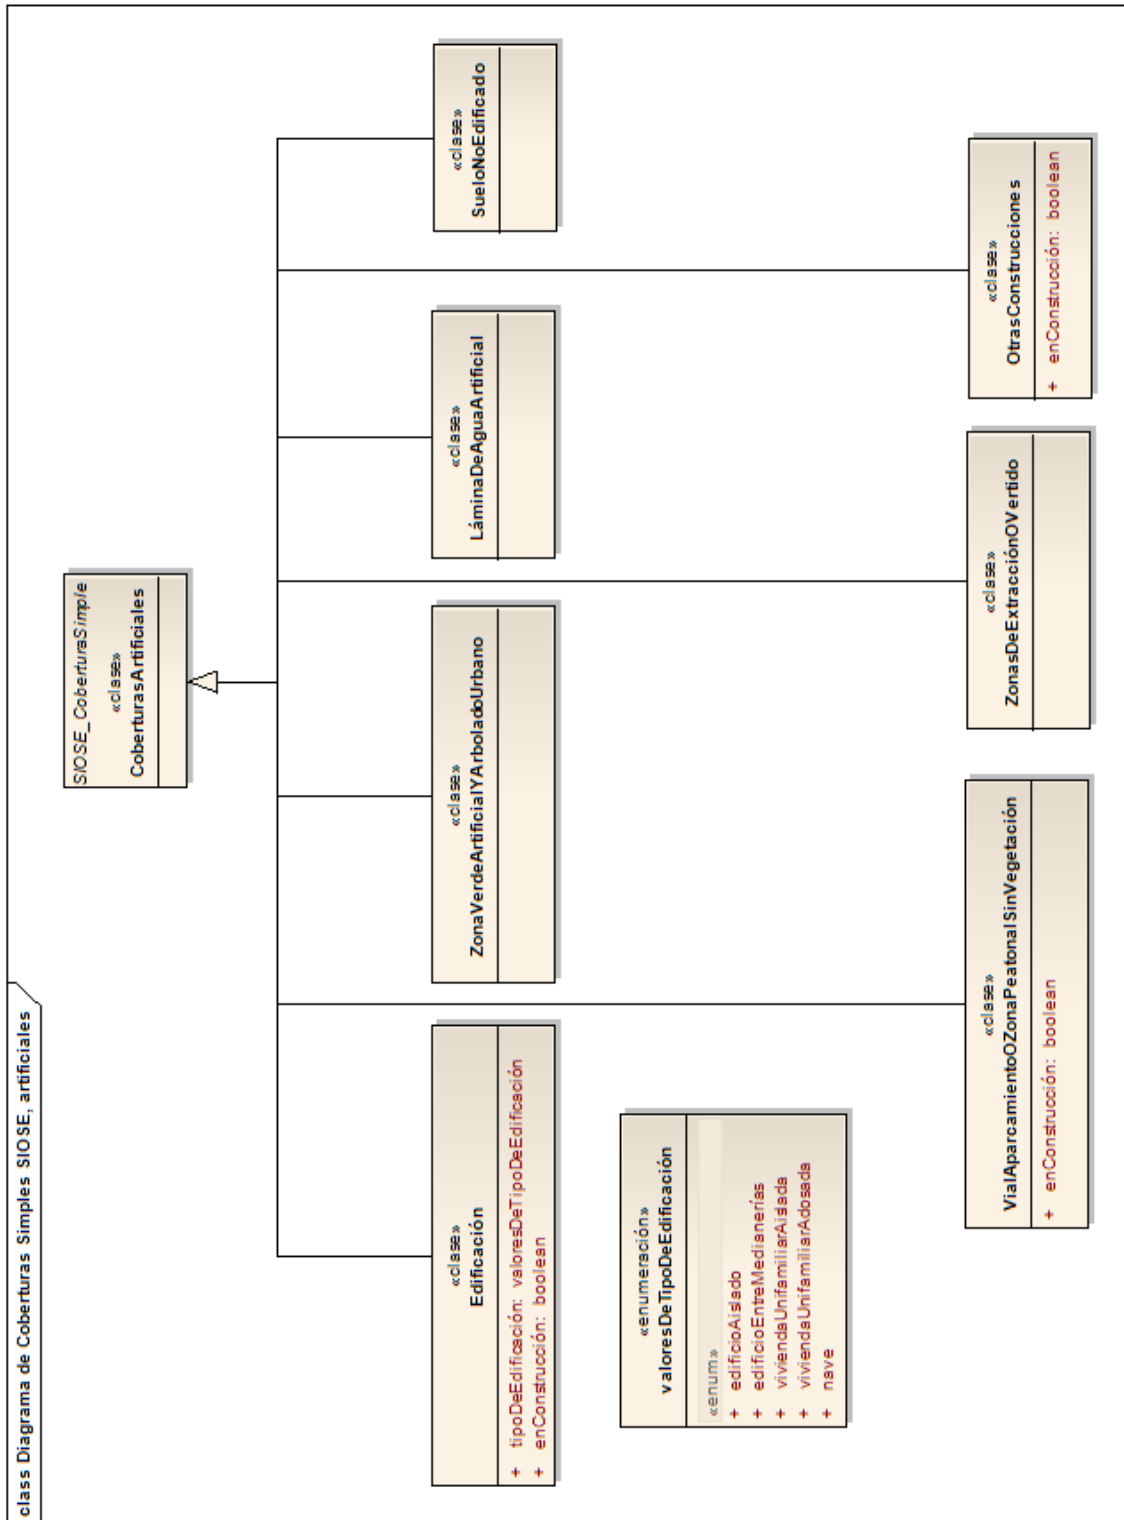 class Diagrama de Coberturas Simples SIOSE, artificiales
SIOSE_CoberturaSimple
«clase»
CoberturasArtificiales
«clase»
Edificación
+ tipoDeEdificación: valoresDeTipoDeEdificación
+ enConstrucción: boolean
«clase»
ZonaVerdeArtificialYArboladoUrbano
«clase»
LáminaDeAguaArtificial
«clase»
SueloNoEdificado
«enumeración»
valoresDeTipoDeEdificación
«enum»
+ edificioAislado
+ edificioEntreMedianerías
+ viviendaUnifamiliarAislada
+ viviendaUnifamiliarAdosada
+ nave
«clase»
VialAparcamientoOZonaPeatonalSinVegetación
+ enConstrucción: boolean
«clase»
ZonasDeExtracciónOVertido
«clase»
OtrasConstrucciones
+ enConstrucción: boolean